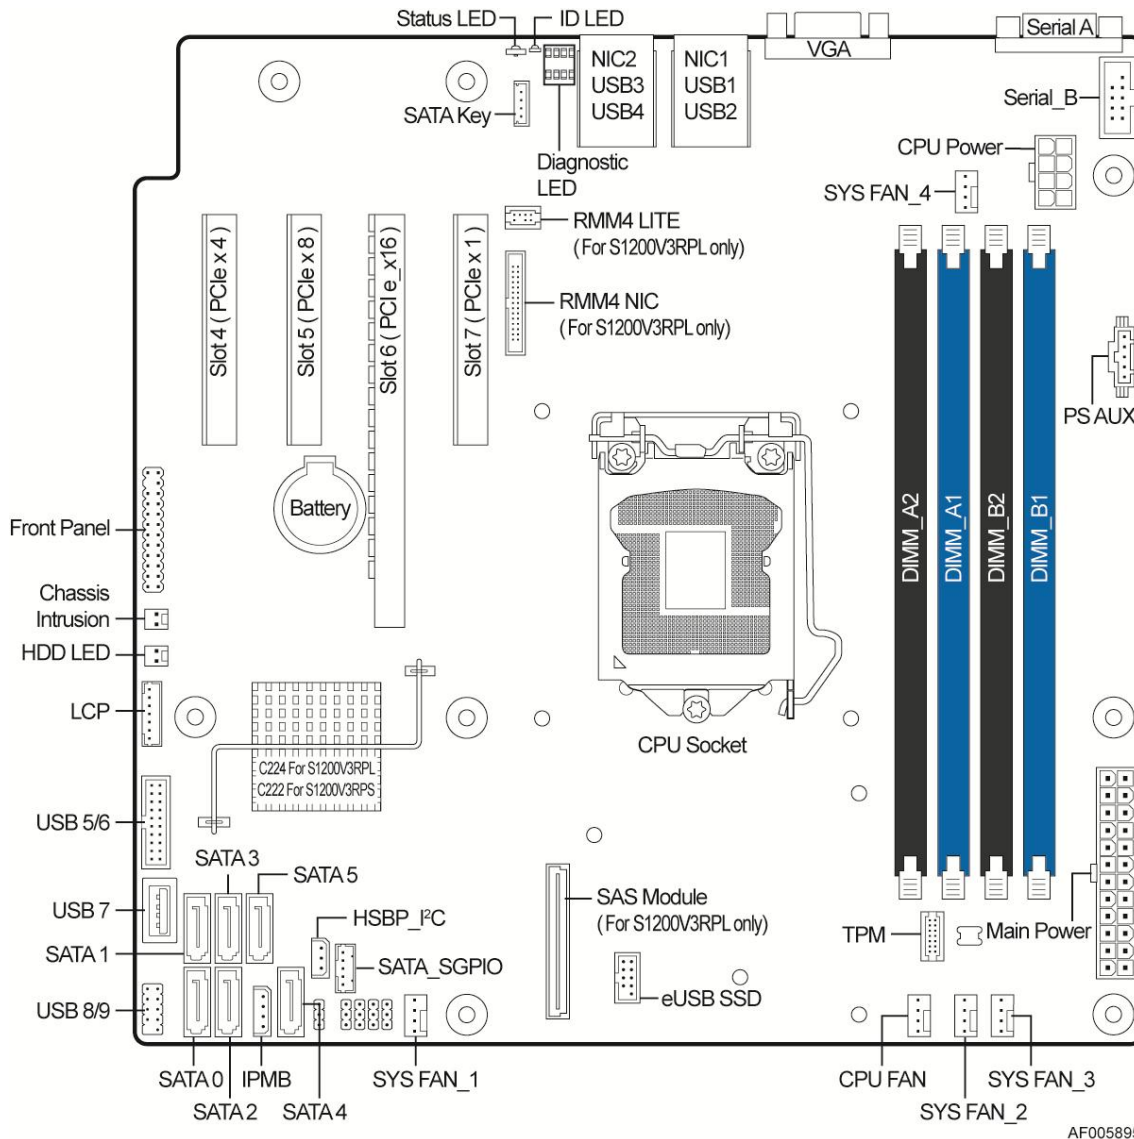 Status LED
ID LED
VGA
Serial A
NIC2
USB3
USB4
NIC1
USB1
USB2
SATA Key
Serial_B
Diagnostic
LED
CPU Power
SYS FAN_4
RMM4 LITE
(For S1200V3RPL only)
RMM4 NIC
(For S1200V3RPL only)
Slot 4 ( PCIe x 4 )
Slot 5 ( PCIe x 8 )
Slot 6 ( PCI e_x16 )
Slot 7 ( PCIe x 1 )
PS AUX
Battery
Front Panel
DIMM_A2
DIMM_A1
DIMM_B2
DIMM_B1
Chassis
Intrusion
HDD LED
LCP
CPU Socket
C224 For S1200V3RPL
C222 For S1200V3RPS
USB 5/6
SATA 3
SATA 5
USB 7
HSBP_I²C
SAS Module
(For S1200V3RPL only)
SATA 1
SATA_SGPIO
TPM
Main Power
USB 8/9
eUSB SSD
SATA 0
IPMB
SYS FAN_1
CPU FAN
SYS FAN_3
SATA 2
SATA 4
SYS FAN_2
AF005895